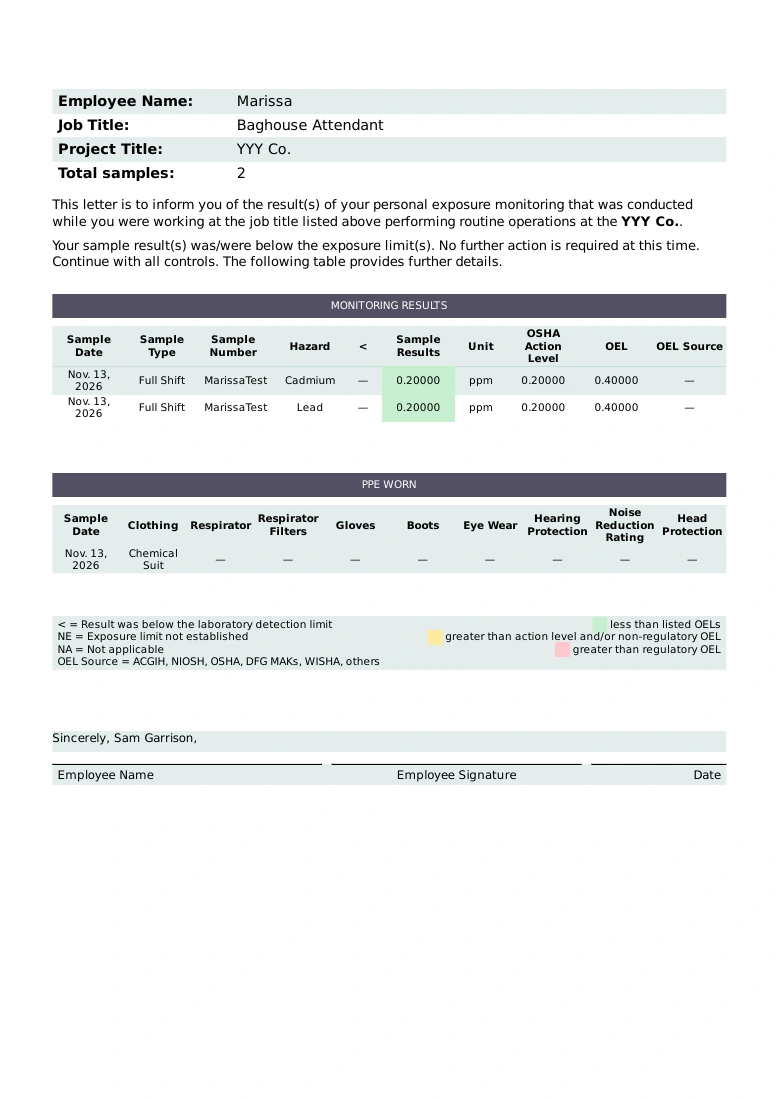 Employee Name: Marissa
Job Title: Baghouse Attendant
Project Title: YYY Co.
Total samples: 2
This letter is to inform you of the result(s) of your personal exposure monitoring that was conducted
while you were working at the job title listed above performing routine operations at the YYY Co..
Your sample result(s) was/were below the exposure limit(s). No further action is required at this time.
Continue with all controls. The following table provides further details.
MONITORING RESULTS
Sample Date Sample Type Sample Number Hazard < Sample Results Unit OSHA Action Level OEL OEL Source
Nov. 13, 2026 Full Shift MarissaTest Cadmium — 0.20000 ppm 0.20000 0.40000 —
Nov. 13, 2026 Full Shift MarissaTest Lead — 0.20000 ppm 0.20000 0.40000 —
PPE WORN
Sample Date Clothing Respirator Respirator Filters Gloves Boots Eye Wear Hearing Protection Noise Reduction Rating Head Protection
Nov. 13, 2026 Chemical Suit — — — — — — — —
< = Result was below the laboratory detection limit less than listed OELs
NE = Exposure limit not established greater than action level and/or non-regulatory OEL
NA = Not applicable greater than regulatory OEL
OEL Source = ACGIH, NIOSH, OSHA, DFG MAKs, WISHA, others
Sincerely, Sam Garrison,
Employee Name Employee Signature Date